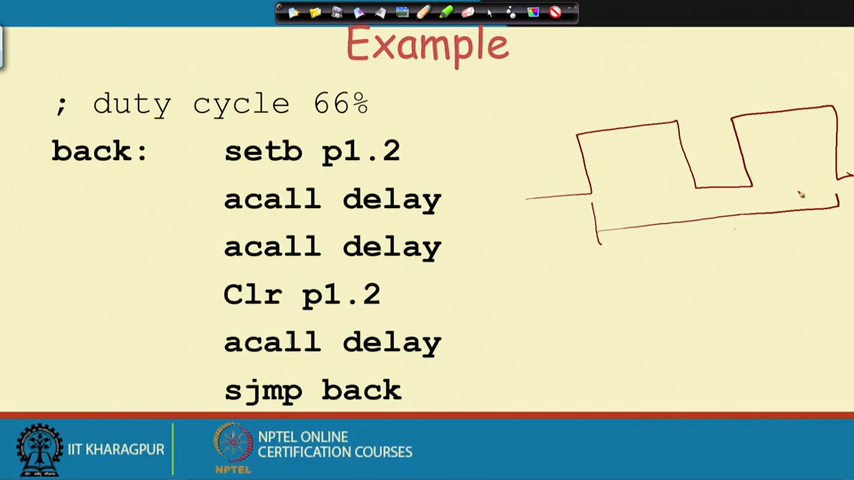 Example
; duty cycle 66%
back: setb p1.2
acall delay
acall delay
Clr p1.2
acall delay
sjmp back
IIT KHARAGPUR
NPTEL
NPTEL ONLINE
CERTIFICATION COURSES